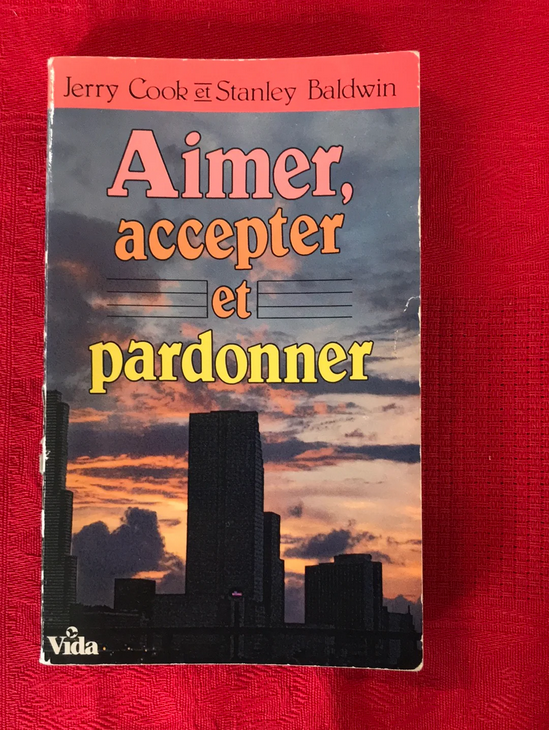 Jerry Cook et Stanley Baldwin
Aimer,
accepter
et
pardonner
Vida